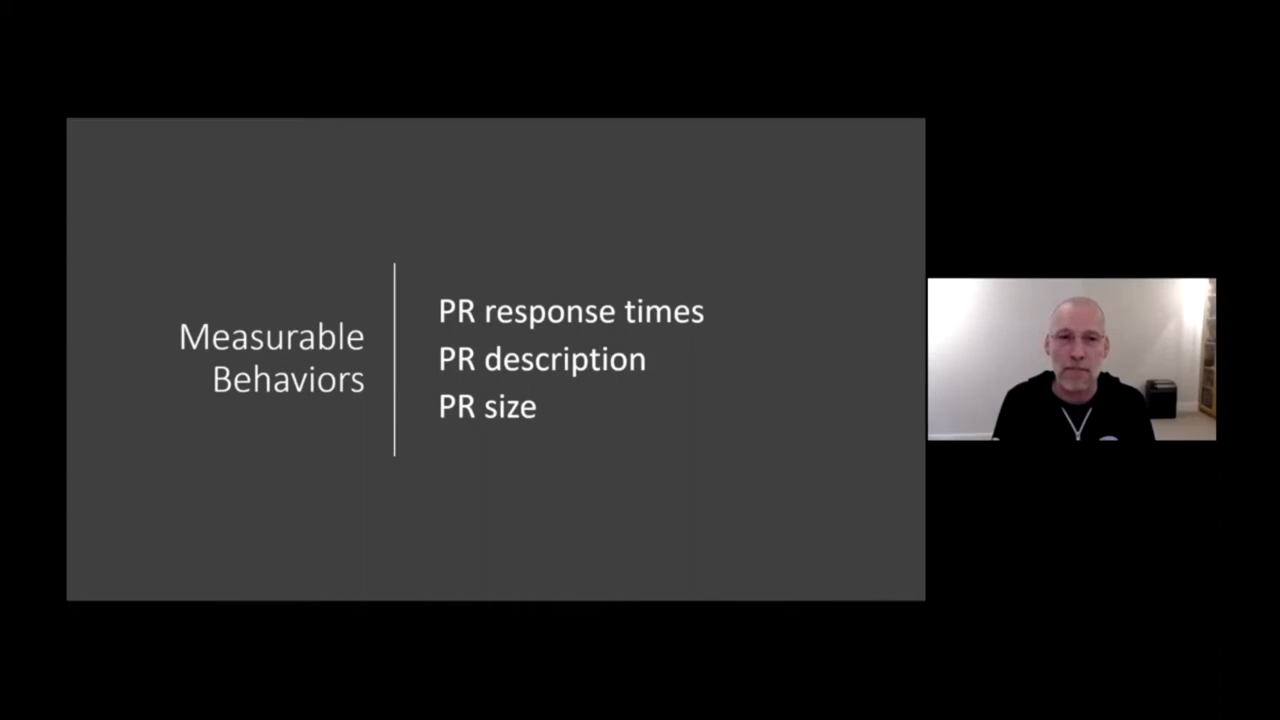 Measurable
Behaviors
PR response times
PR description
PR size